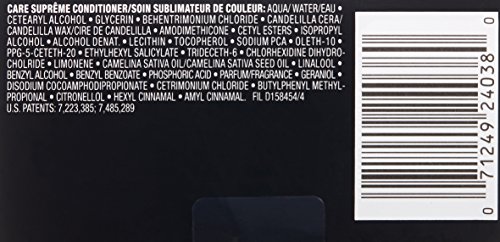 CARE SUPRÊME CONDITIONER/SOIN SUBLIMATEUR DE COULEUR: AQUA/WATER/EAU •
CETEARYL ALCOHOL • GLYCERIN • BEHENTRIMONIUM CHLORIDE • CANDELILLA CERA/
CANDELILLA WAX/CIRE DE CANDELILLA • AMODIMETHICONE • CETYL ESTERS • ISOPROPYL
ALCOHOL • ALCOHOL DENAT. • LECITHIN • TOCOPHEROL • SODIUM PCA • OLETH-10 •
PPG-5-CETETH-20 • ETHYLHEXYL SALICYLATE • TRIDECETH-6 • CHLORHEXIDINE DIHYDRO-
CHLORIDE • LIMONENE • CAMELINA SATIVA OIL/CAMELINA SATIVA SEED OIL • LINALOOL •
BENZYL ALCOHOL • BENZYL BENZOATE • PHOSPHORIC ACID • PARFUM/FRAGRANCE • GERANIOL •
DISODIUM COCOAMPHODIPROPIONATE • CETRIMONIUM CHLORIDE • BUTYLPHENYL METHYL-
PROPIONAL • CITRONELLOL • HEXYL CINNAMAL • AMYL CINNAMAL. FIL D158454/4
U.S. PATENTS: 7,223,385; 7,485,289
0 71249 24038 0